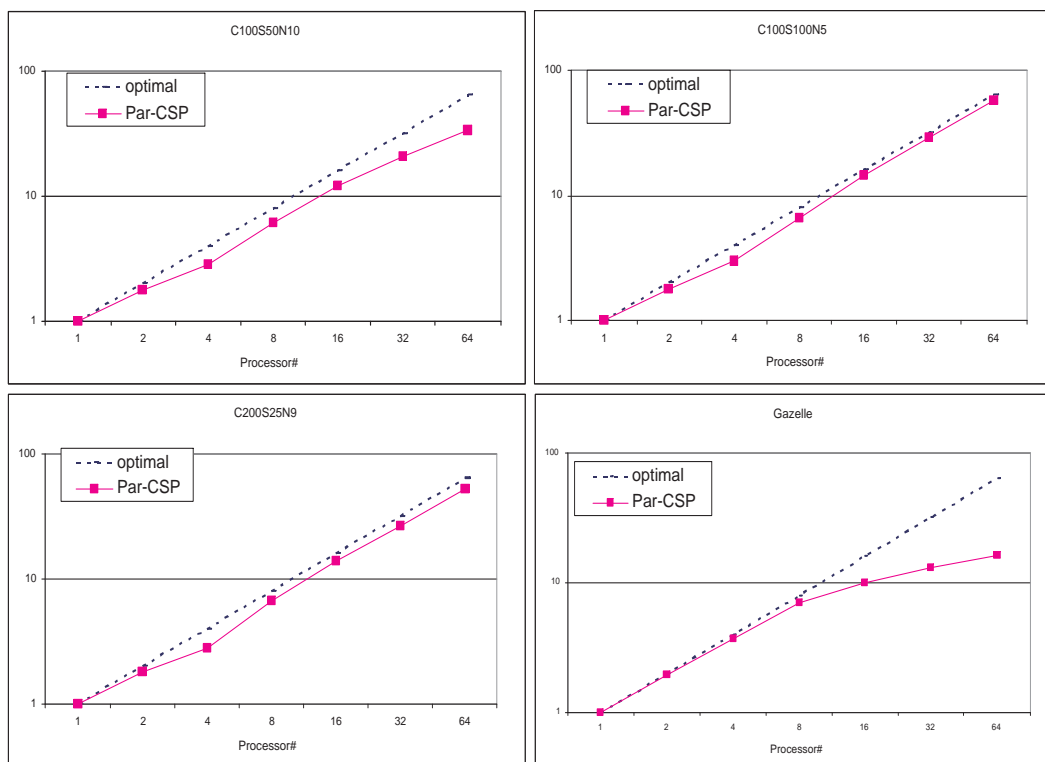 C100S50N10
100
optimal
Par-CSP
10
1
1 2 4 8 16 32 64
Processor#
C100S100N5
100
optimal
Par-CSP
10
1
1 2 4 8 16 32 64
Processor#
C200S25N9
100
optimal
Par-CSP
10
1
1 2 4 8 16 32 64
Processor#
Gazelle
100
optimal
Par-CSP
10
1
1 2 4 8 16 32 64
Processor#